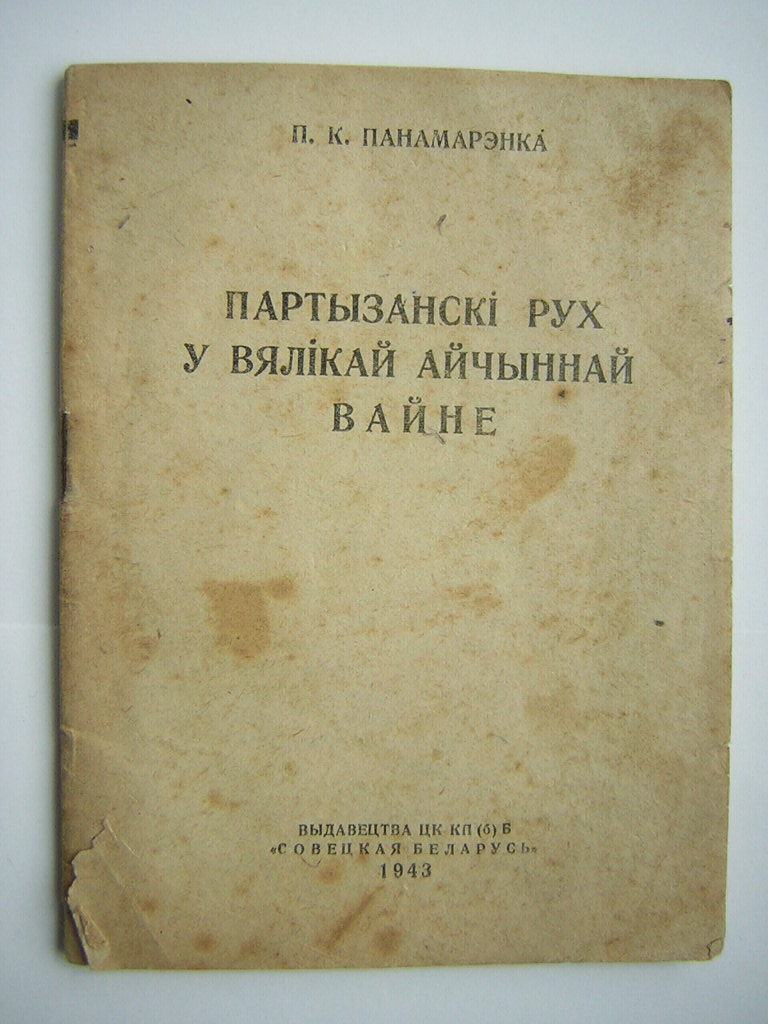 П. К. ПАНАМАРЭНКА
ПАРТЫЗАНСКІ РУХ
У ВЯЛІКАЙ АЙЧЫННАЙ
ВАЙНЕ
ВЫДАВЕЦТВА ЦК КП(б)Б
«СОВЕЦКАЯ БЕЛАРУСЬ»
1943